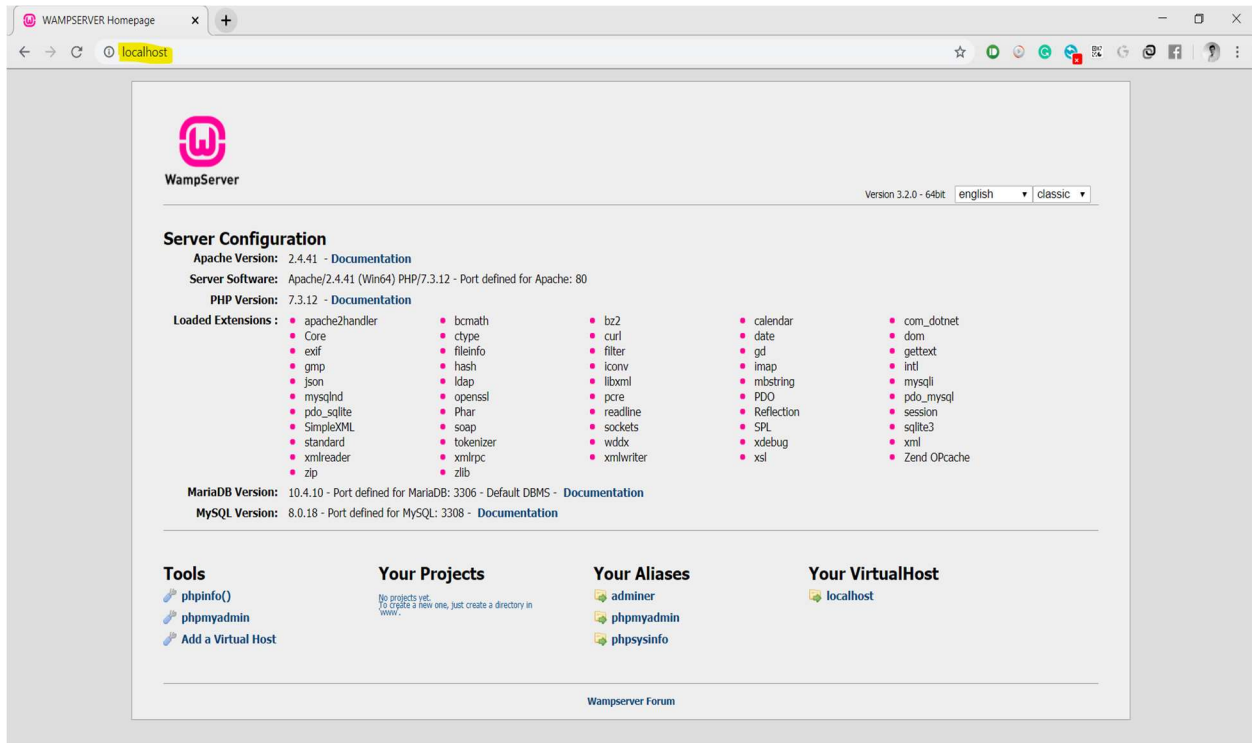 WAMPSERVER Homepage
localhost
WampServer
Version 3.2.0 - 64bit english classic
Server Configuration
Apache Version: 2.4.41 - Documentation
Server Software: Apache/2.4.41 (Win64) PHP/7.3.12 - Port defined for Apache: 80
PHP Version: 7.3.12 - Documentation
Loaded Extensions : apache2handler bcmath bz2 calendar com_dotnet
Core ctype curl date dom
exif fileinfo filter gd gettext
gmp hash iconv imap intl
json ldap libxml mbstring mysqli
mysqlnd openssl pcre PDO pdo_mysql
pdo_sqlite Phar readline Reflection session
SimpleXML soap sockets SPL sqlite3
standard tokenizer wddx xdebug xml
xmlreader xmlrpc xmlwriter xsl Zend OPcache
zip zlib
MariaDB Version: 10.4.10 - Port defined for MariaDB: 3306 - Default DBMS - Documentation
MySQL Version: 8.0.18 - Port defined for MySQL: 3308 - Documentation
Tools
phpinfo()
phpmyadmin
Add a Virtual Host
Your Projects
No projects yet.
To create a new one, just create a directory in
'www'.
Your Aliases
adminer
phpmyadmin
phpsysinfo
Your VirtualHost
localhost
Wampserver Forum